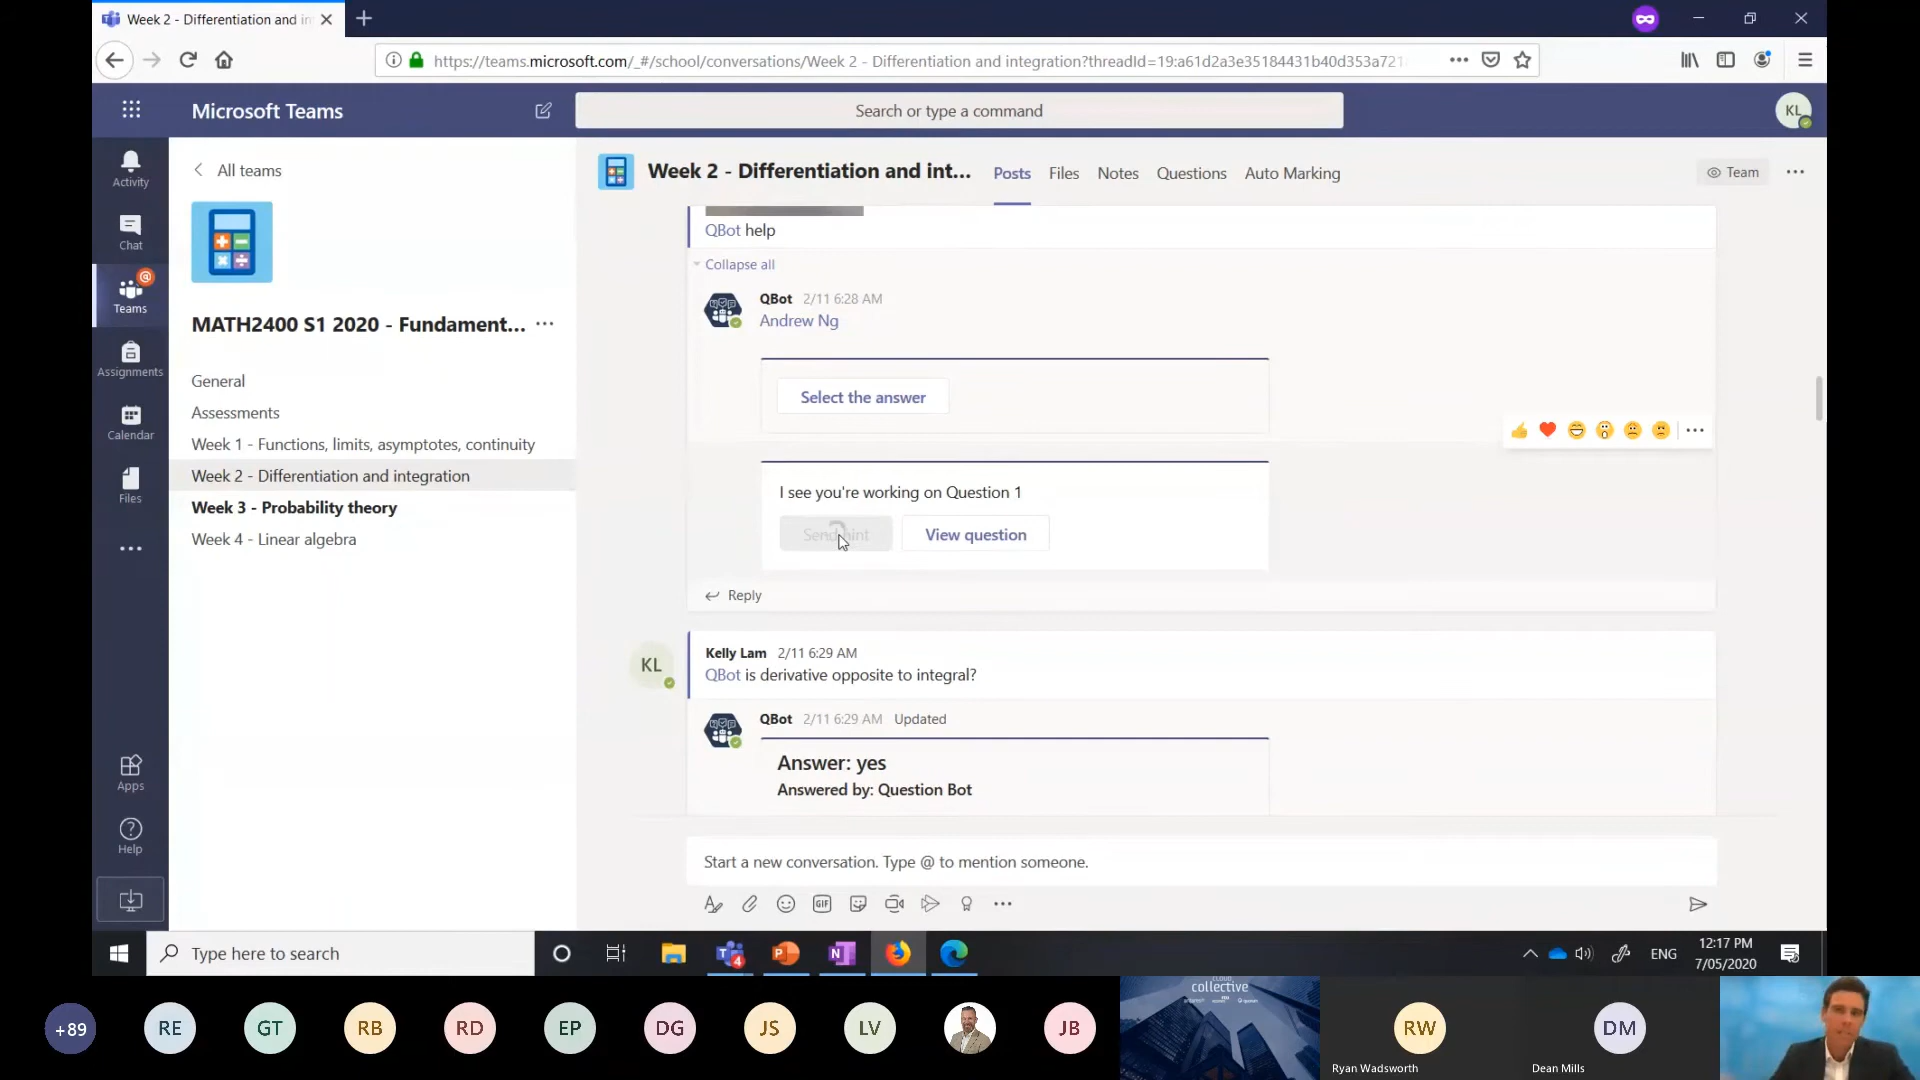 Week 2 - Differentiation and in
https://teams.microsoft.com/_#/school/conversations/Week 2 - Differentiation and integration?threadId=19:a61d2a3e35184431b40d353a721
Microsoft Teams
Search or type a command
KL
Activity
Chat
Teams
Assignments
Calendar
Files
Apps
Help
All teams
MATH2400 S1 2020 - Fundament...
General
Assessments
Week 1 - Functions, limits, asymptotes, continuity
Week 2 - Differentiation and integration
Week 3 - Probability theory
Week 4 - Linear algebra
Week 2 - Differentiation and int...
Posts
Files
Notes
Questions
Auto Marking
Team
QBot help
Collapse all
QBot 2/11 6:28 AM
Andrew Ng
Select the answer
I see you're working on Question 1
Send hint
View question
Reply
KL
Kelly Lam 2/11 6:29 AM
QBot is derivative opposite to integral?
QBot 2/11 6:29 AM Updated
Answer: yes
Answered by: Question Bot
Start a new conversation. Type @ to mention someone.
GIF
Type here to search
4
ENG
12:17 PM
7/05/2020
+89
RE
GT
RB
RD
EP
DG
JS
LV
JB
collective
RW
Ryan Wadsworth
DM
Dean Mills